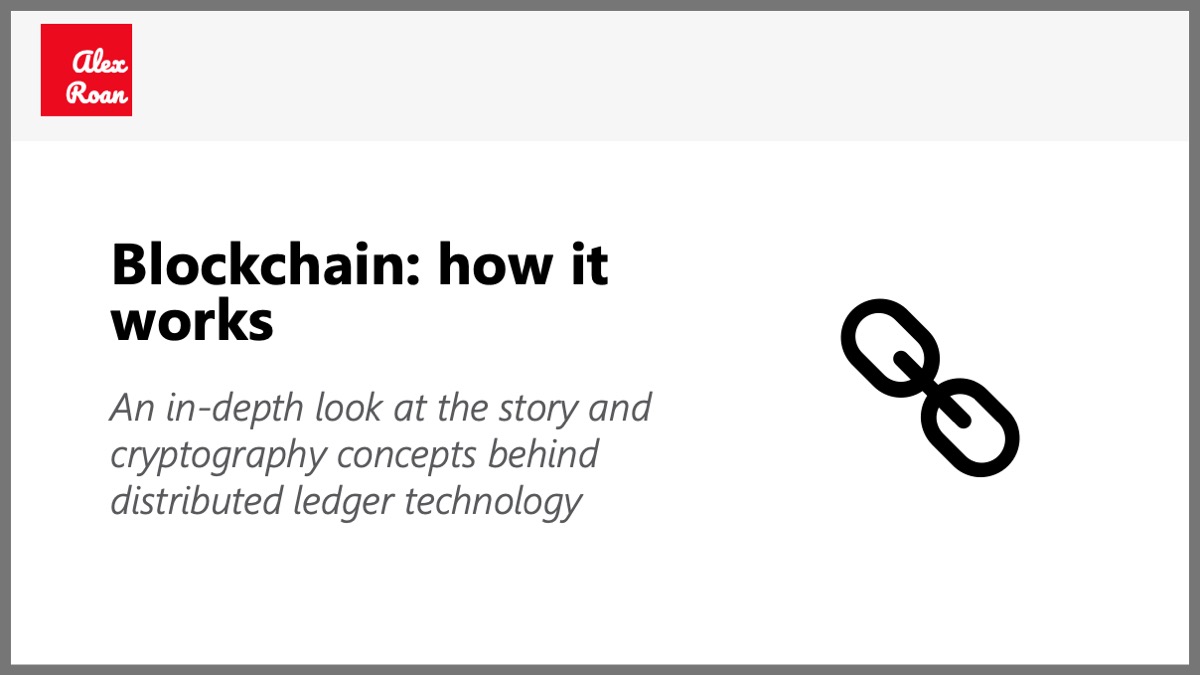 Alex
Roan
Blockchain: how it
works
An in-depth look at the story and
cryptography concepts behind
distributed ledger technology